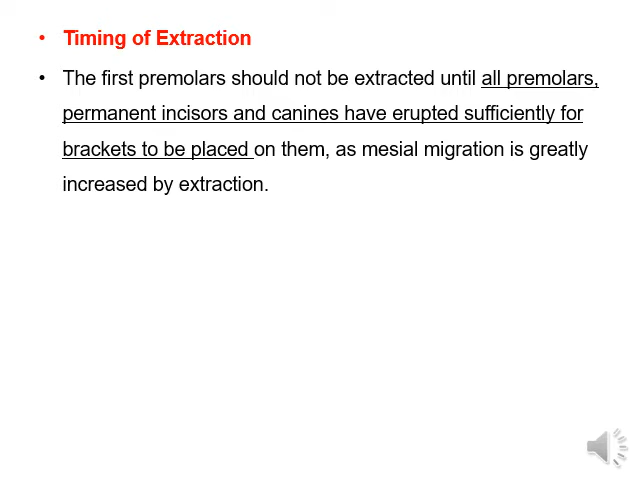 • Timing of Extraction
• The first premolars should not be extracted until all premolars,
permanent incisors and canines have erupted sufficiently for
brackets to be placed on them, as mesial migration is greatly
increased by extraction.